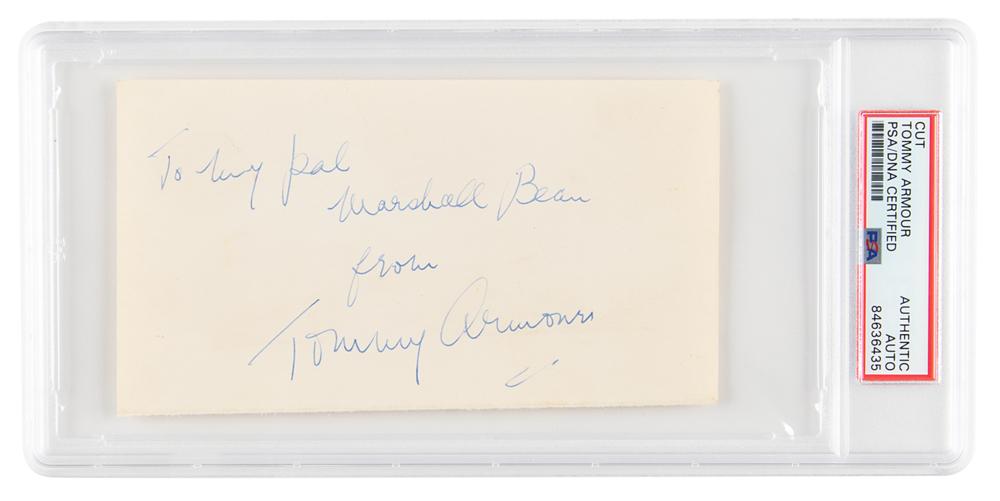 To my pal
Marshall Bean
from
Tommy Armour
CUT
TOMMY ARMOUR
PSA/DNA CERTIFIED
AUTHENTIC
AUTO
84636435
PSA